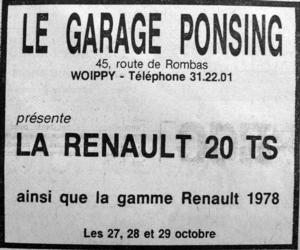 LE GARAGE PONSING
45, route de Rombas
WOIPPY - Téléphone 31.22.01
présente
LA RENAULT 20 TS
ainsi que la gamme Renault 1978
Les 27, 28 et 29 octobre